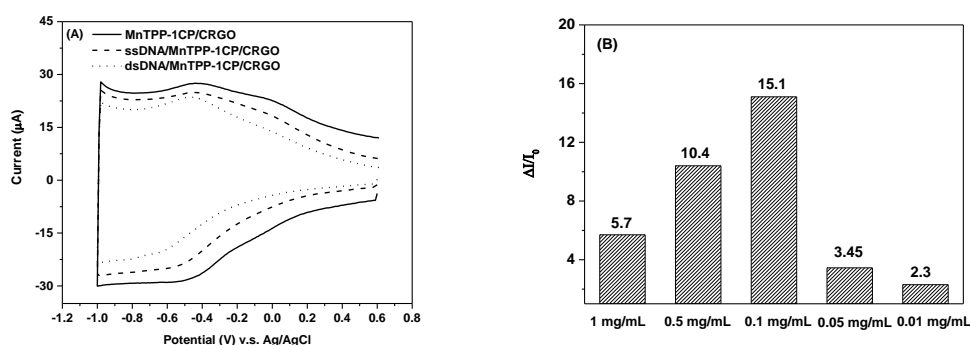 (A)
MnTPP-1CP/CRGO
ssDNA/MnTPP-1CP/CRGO
dsDNA/MnTPP-1CP/CRGO
45
30
15
0
-15
-30
Current (μA)
-1.2 -1.0 -0.8 -0.6 -0.4 -0.2 0.0 0.2 0.4 0.6 0.8
Potential (V) v.s. Ag/AgCl
(B)
20
16
12
8
4
ΔI/I₀
5.7
10.4
15.1
3.45
2.3
1 mg/mL 0.5 mg/mL 0.1 mg/mL 0.05 mg/mL 0.01 mg/mL